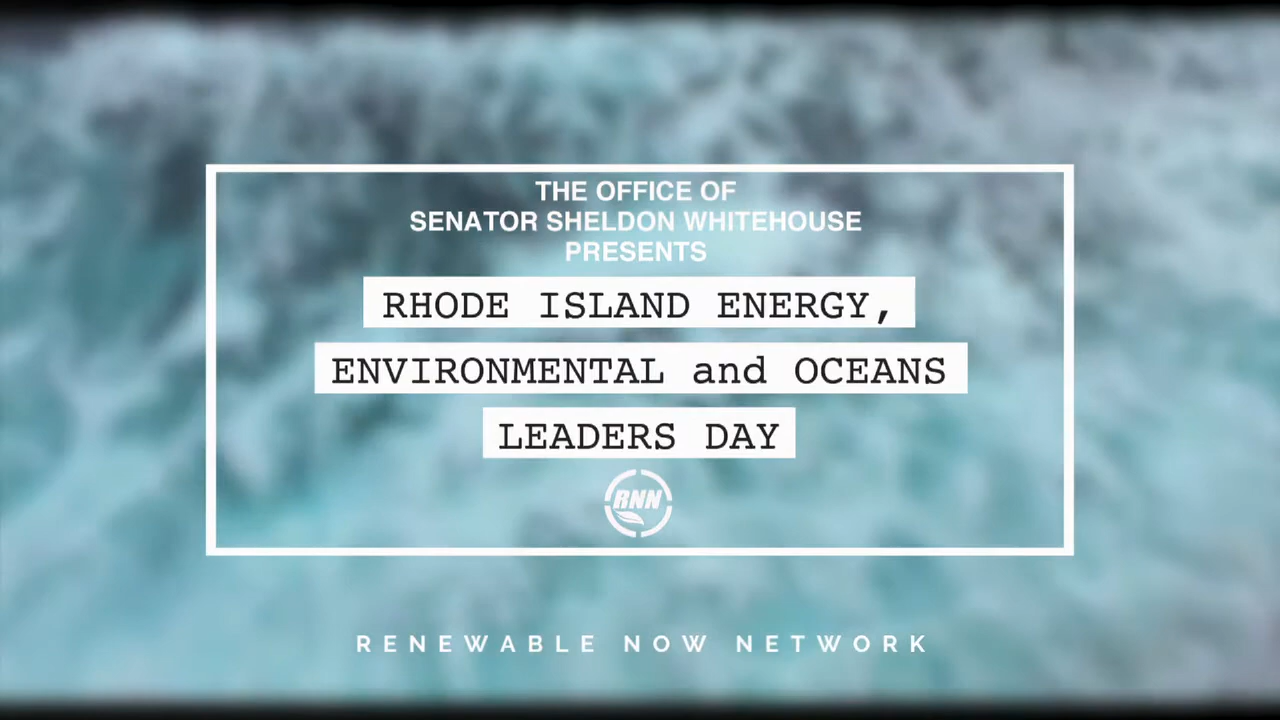 THE OFFICE OF
SENATOR SHELDON WHITEHOUSE
PRESENTS
RHODE ISLAND ENERGY,
ENVIRONMENTAL and OCEANS
LEADERS DAY
RNN
RENEWABLE NOW NETWORK